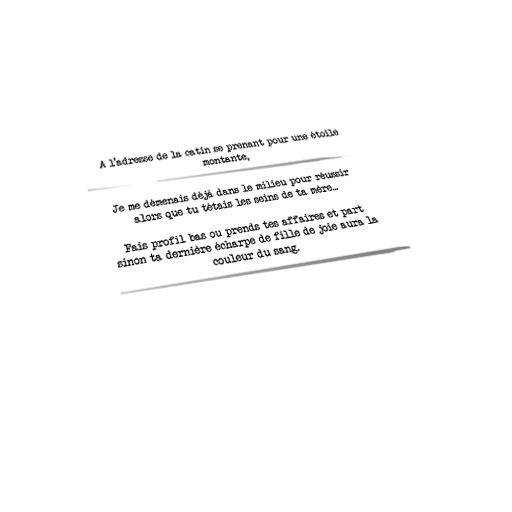 A l'adresse de la catin se prenant pour une étoile
montante,
Je me démenais déjà dans le milieu pour réussir
alors que tu tétais les seins de ta mère...
Fais profil bas ou prends tes affaires et part
sinon ta dernière écharpe de fille de joie aura la
couleur du sang.